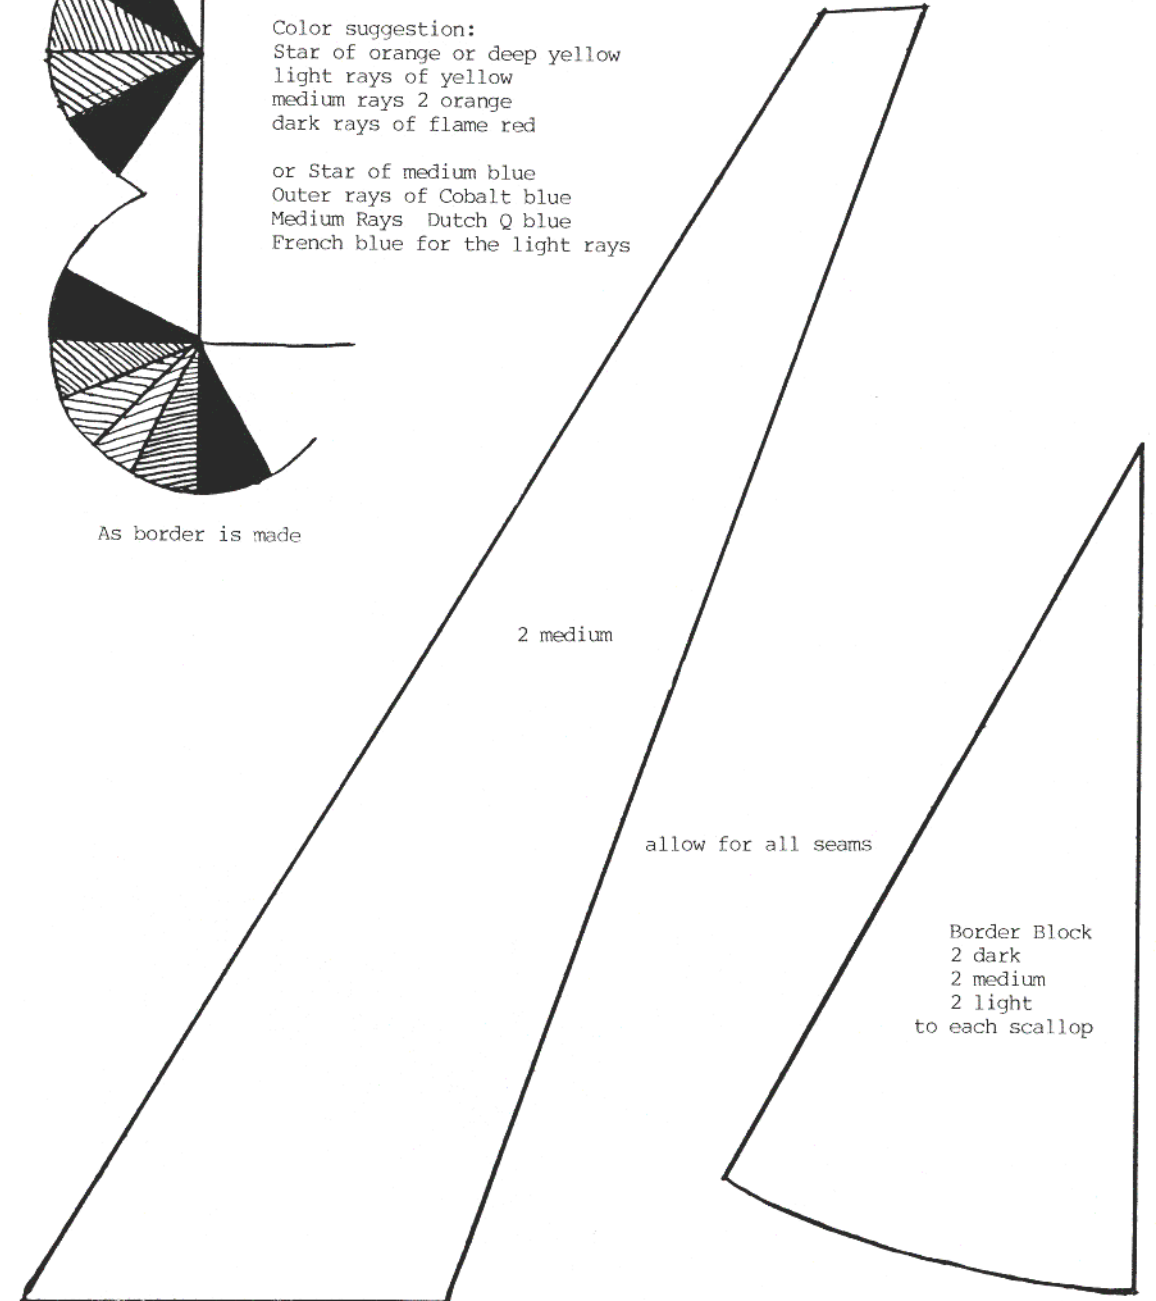 Color suggestion:
Star of orange or deep yellow
light rays of yellow
medium rays 2 orange
dark rays of flame red
or Star of medium blue
Outer rays of Cobalt blue
Medium Rays  Dutch Q blue
French blue for the light rays
As border is made
2 medium
allow for all seams
Border Block
2 dark
2 medium
2 light
to each scallop